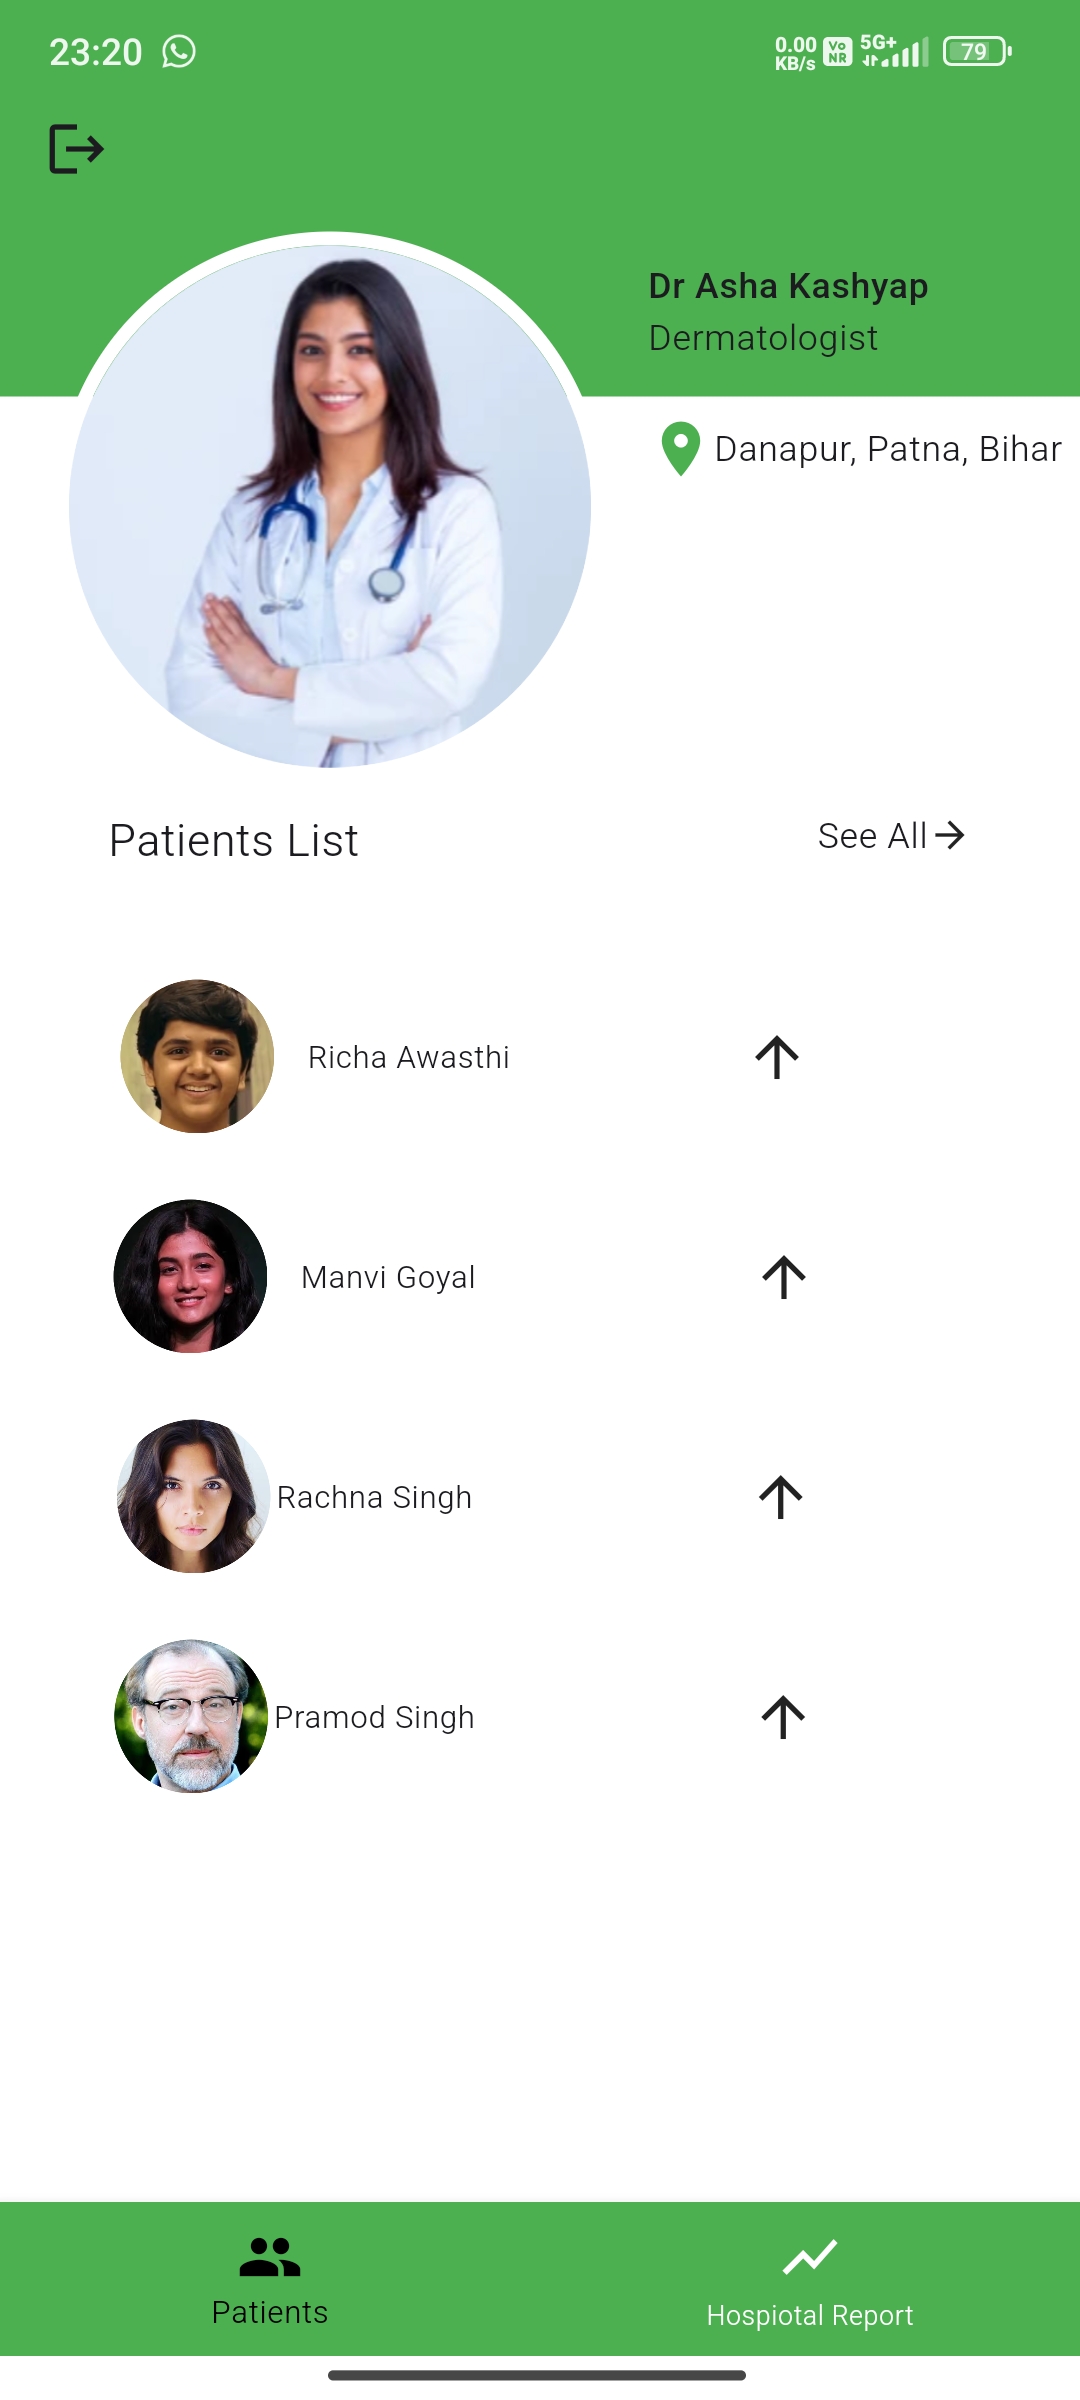 23:20
0.00 KB/s
Vo NR
5G+
79
Dr Asha Kashyap
Dermatologist
Danapur, Patna, Bihar
Patients List
See All
Richa Awasthi
Manvi Goyal
Rachna Singh
Pramod Singh
Patients
Hospiotal Report